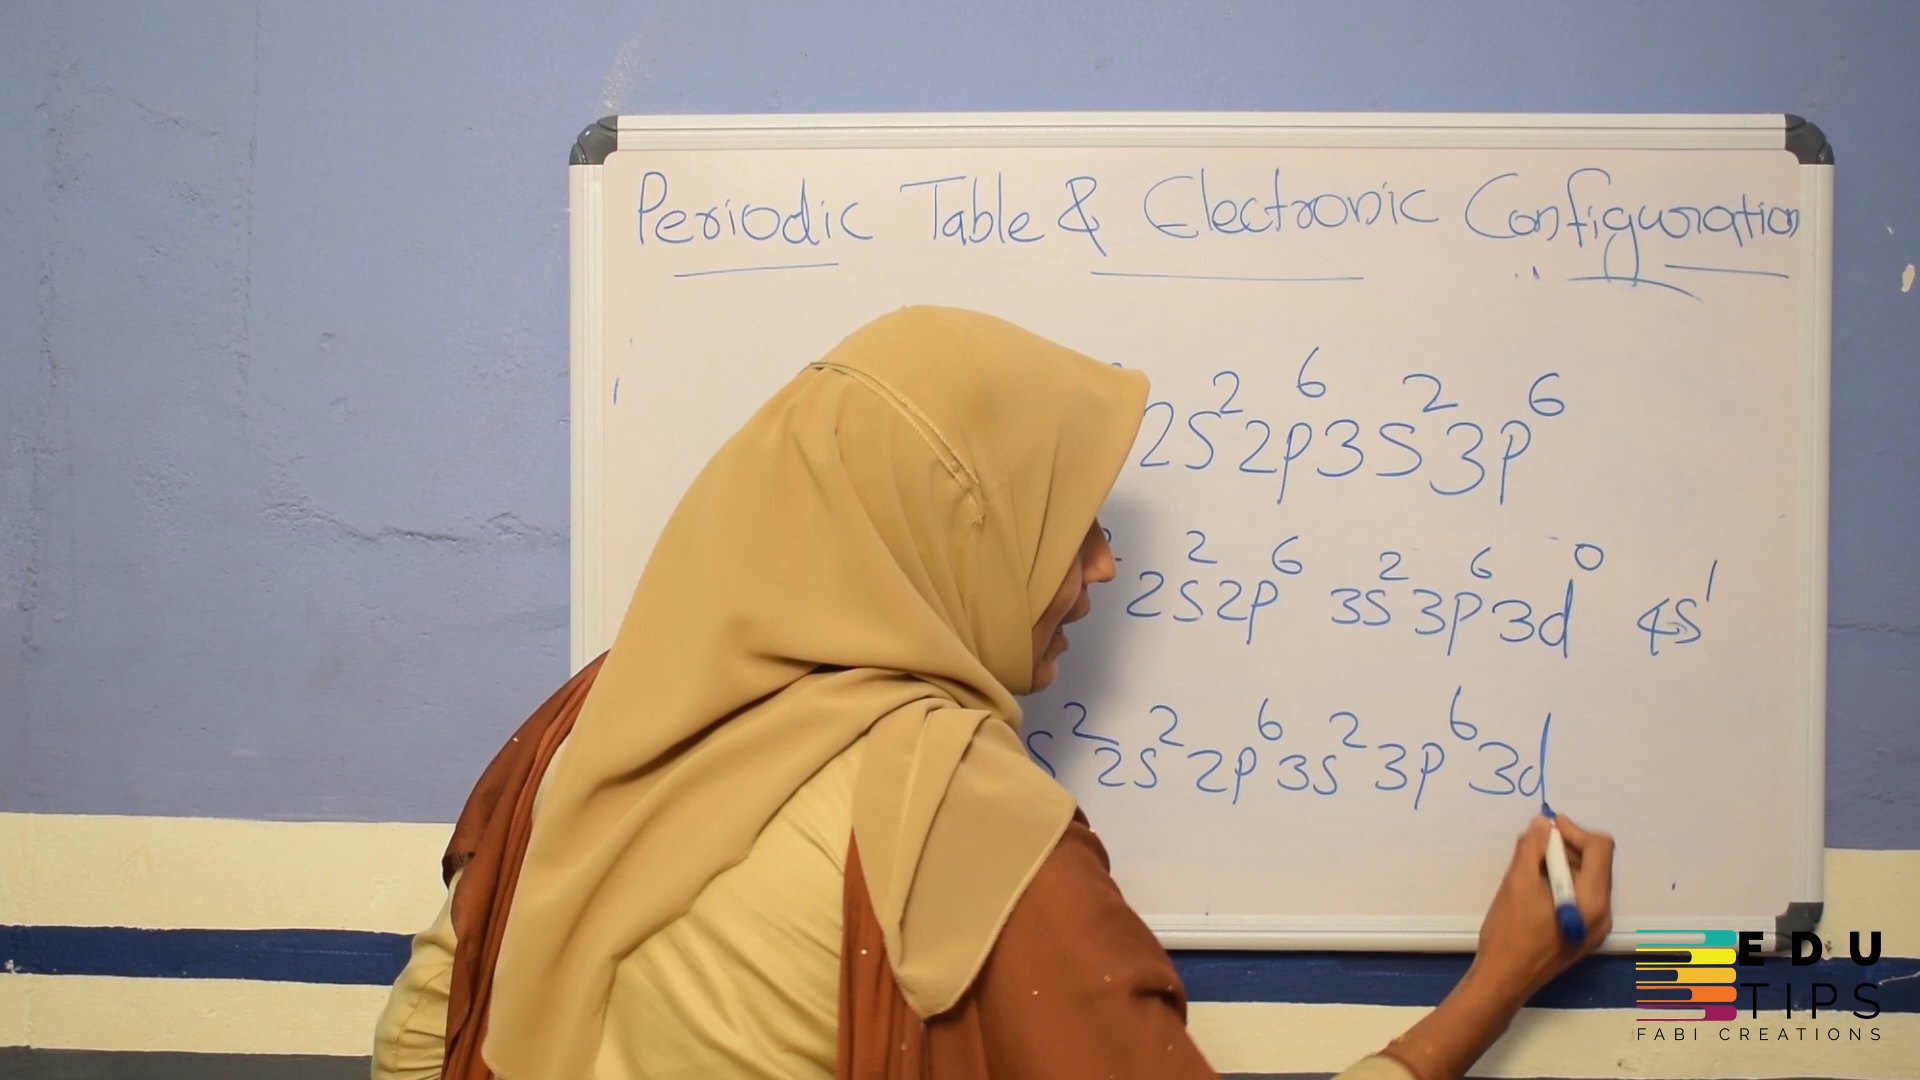 Periodic Table & Electronic Configuration
2s² 2p⁶ 3s² 3p⁶
2s² 2p⁶ 3s² 3p⁶ 3d⁰ 4s¹
s² 2s² 2p⁶ 3s² 3p⁶ 3d
EDU
TIPS
FABI CREATIONS